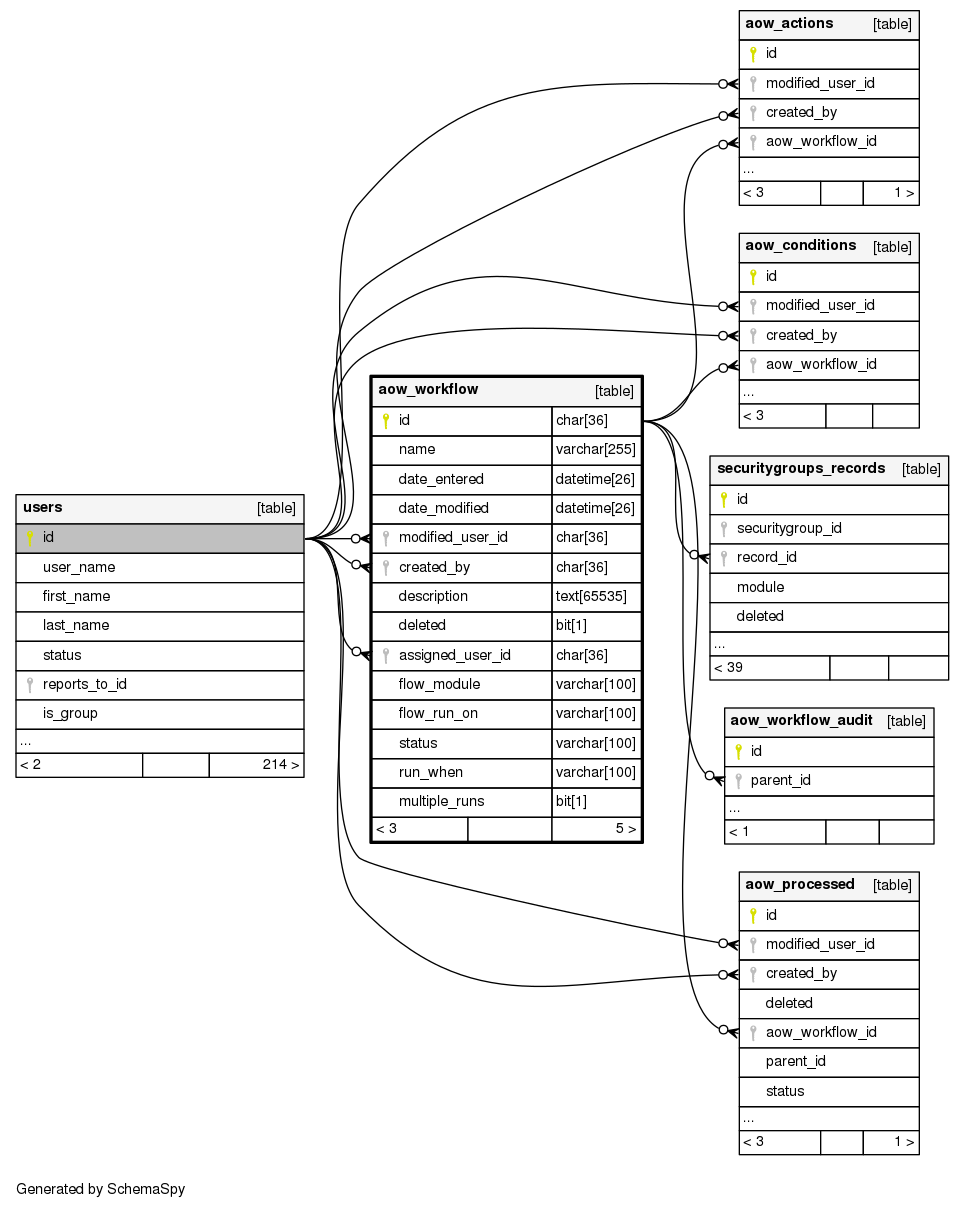 aow_actions [table]
id
modified_user_id
created_by
aow_workflow_id
...
< 3 1 >
aow_conditions [table]
id
modified_user_id
created_by
aow_workflow_id
...
< 3
aow_workflow [table]
id char[36]
name varchar[255]
date_entered datetime[26]
date_modified datetime[26]
modified_user_id char[36]
created_by char[36]
description text[65535]
deleted bit[1]
assigned_user_id char[36]
flow_module varchar[100]
flow_run_on varchar[100]
status varchar[100]
run_when varchar[100]
multiple_runs bit[1]
< 3 5 >
securitygroups_records [table]
id
securitygroup_id
record_id
module
deleted
...
< 39
users [table]
id
user_name
first_name
last_name
status
reports_to_id
is_group
...
< 2 214 >
aow_workflow_audit [table]
id
parent_id
...
< 1
aow_processed [table]
id
modified_user_id
created_by
deleted
aow_workflow_id
parent_id
status
...
< 3 1 >
Generated by SchemaSpy